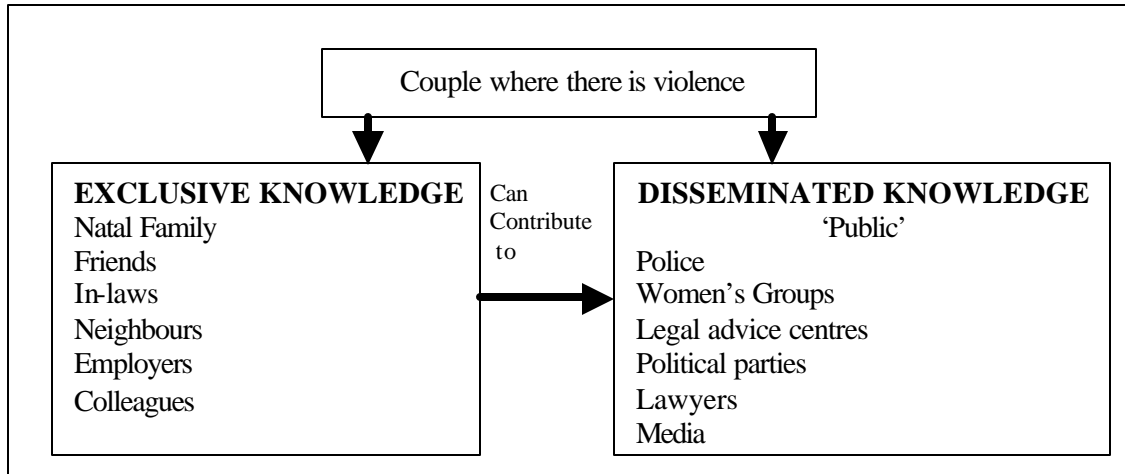 Couple where there is violence
EXCLUSIVE KNOWLEDGE
Natal Family
Friends
In-laws
Neighbours
Employers
Colleagues
Can
Contribute
to
DISSEMINATED KNOWLEDGE
‘Public’
Police
Women’s Groups
Legal advice centres
Political parties
Lawyers
Media